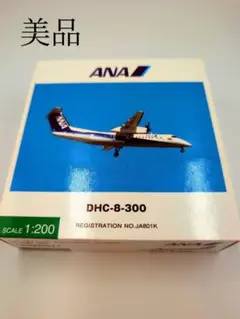 美品
ANA
DHC-8-300
SCALE 1:200
REGISTRATION NO.JA801K